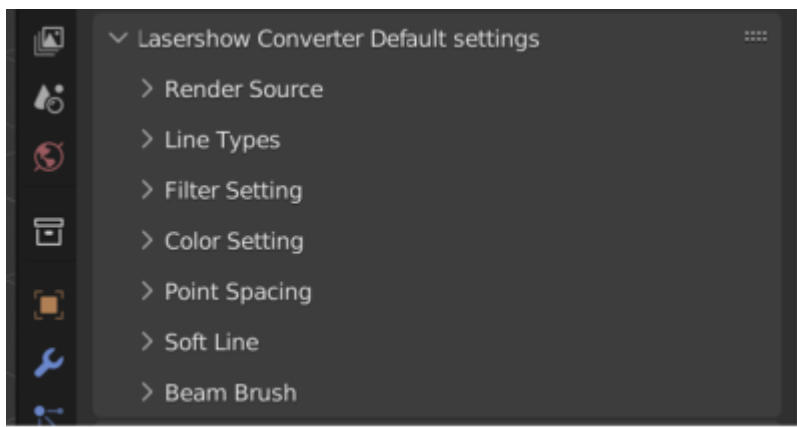 Lasershow Converter Default settings
Render Source
Line Types
Filter Setting
Color Setting
Point Spacing
Soft Line
Beam Brush